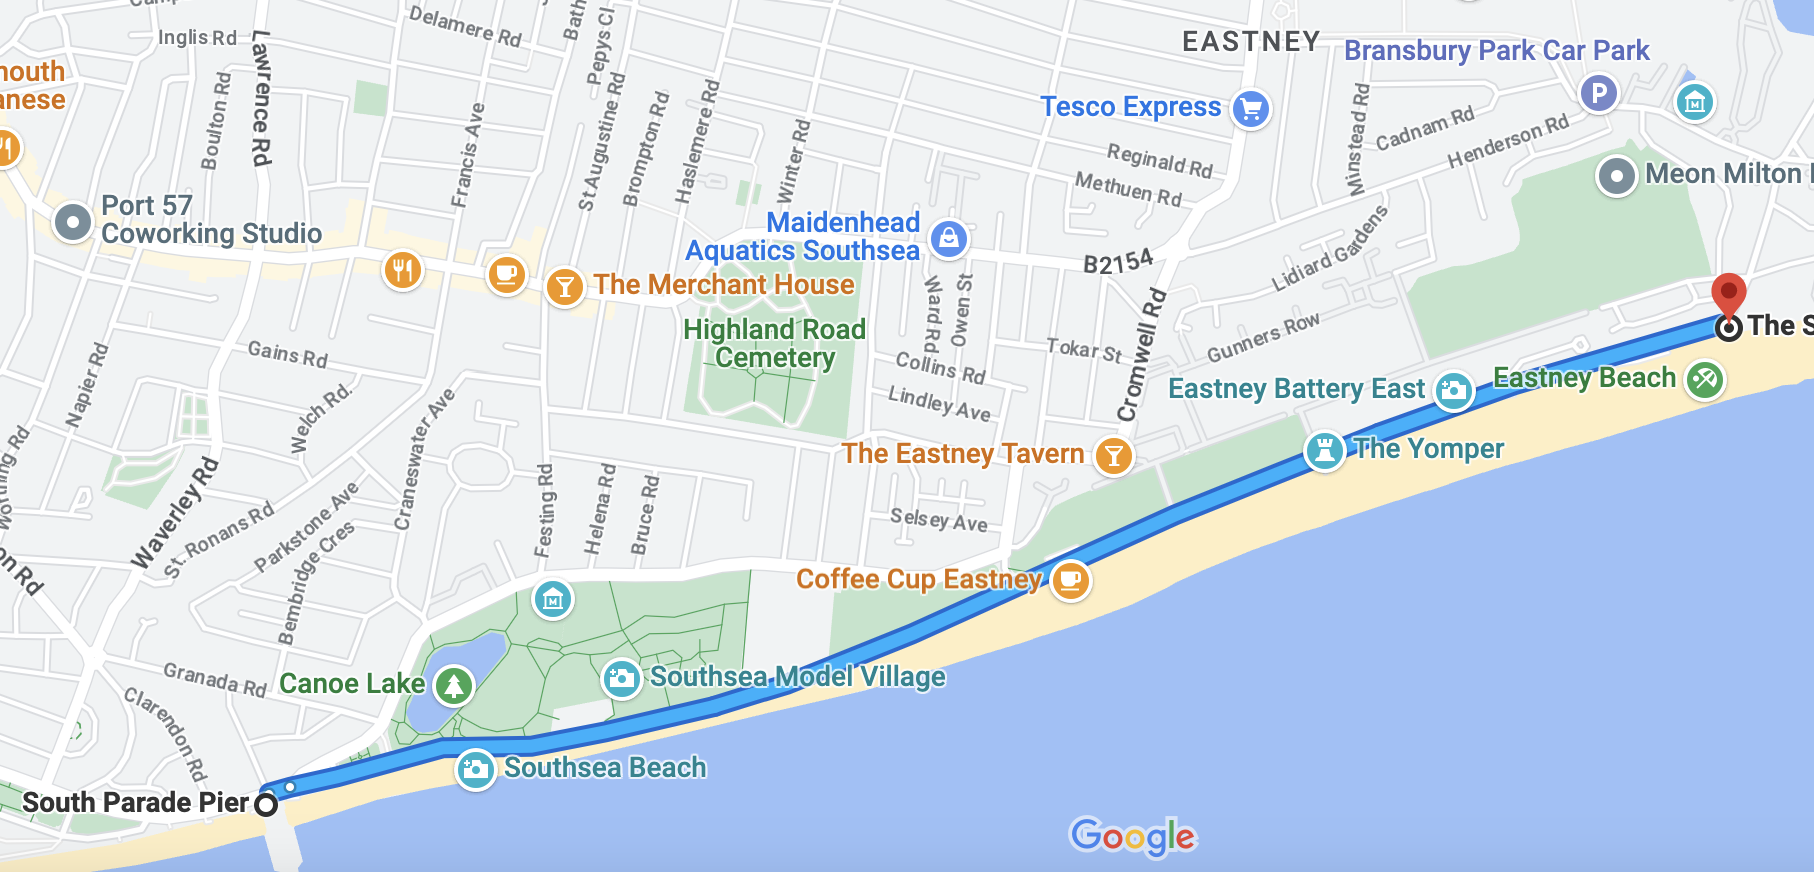 Inglis Rd
Lawrence Rd
Delamere Rd
Pepys Cl
EASTNEY
Bransbury Park Car Park
P
Boulton Rd
Francis Ave
St Augustine Rd
Brompton Rd
Haslemere Rd
Winter Rd
Tesco Express
Reginald Rd
Methuen Rd
Winstead Rd
Cadnam Rd
Henderson Rd
Meon Milton
Port 57
Coworking Studio
Maidenhead
Aquatics Southsea
B2154
Lidiard Gardens
The Merchant House
Highland Road
Cemetery
Ward Rd
Owen St
Cromwell Rd
Gunners Row
Tokar St
Napier Rd
Gains Rd
Welch Rd.
Craneswater Ave
Collins Rd
Lindley Ave
Eastney Battery East
Eastney Beach
The Eastney Tavern
The Yomper
Waverley Rd
St. Ronans Rd
Parkstone Ave
Bembridge Cres
Festing Rd
Helena Rd
Bruce Rd
Selsey Ave
Coffee Cup Eastney
Granada Rd
Clarendon Rd
Canoe Lake
Southsea Model Village
Southsea Beach
South Parade Pier
Google